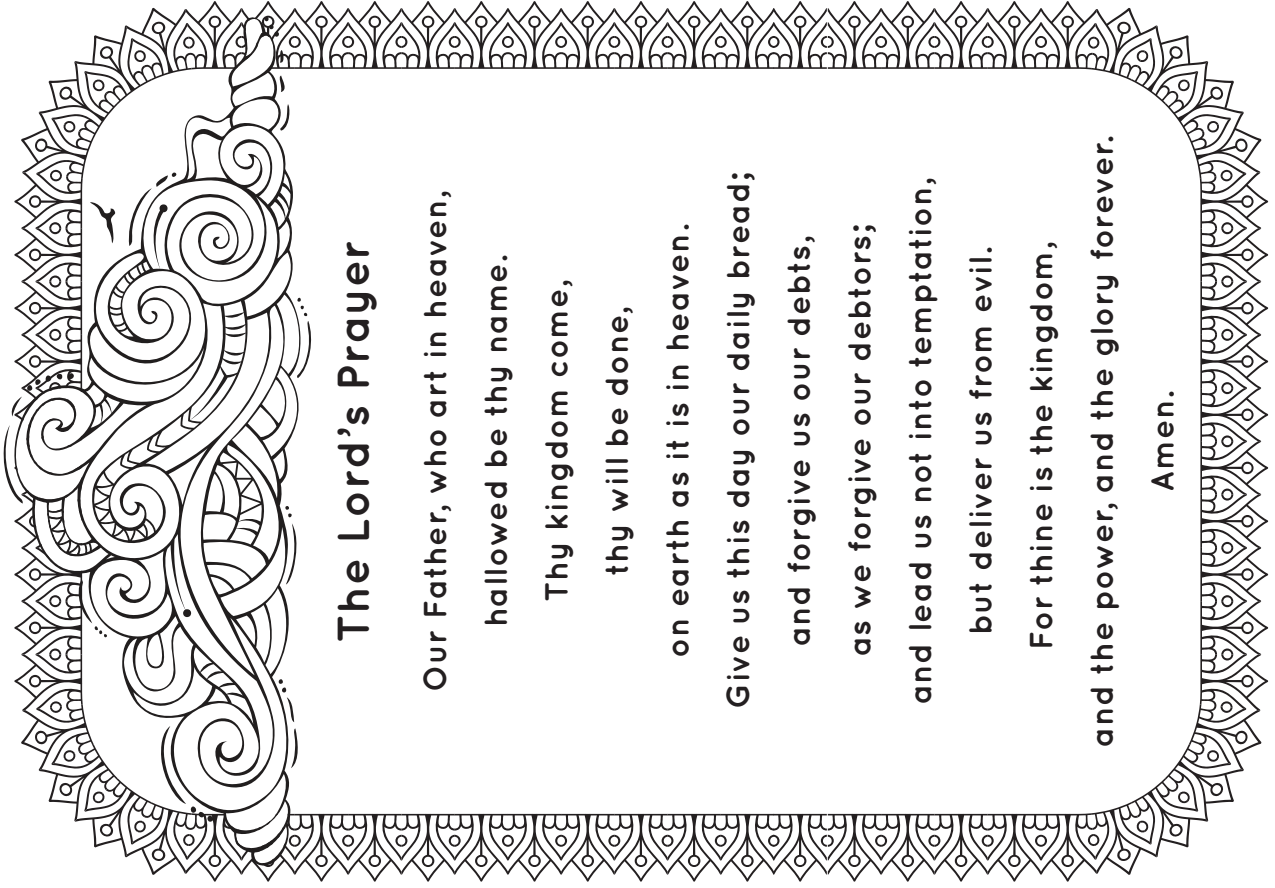 The Lord's Prayer
Our Father, who art in heaven,
hallowed be thy name.
Thy kingdom come,
thy will be done,
on earth as it is in heaven.
Give us this day our daily bread;
and forgive us our debts,
as we forgive our debtors;
and lead us not into temptation,
but deliver us from evil.
For thine is the kingdom,
and the power, and the glory forever.
Amen.